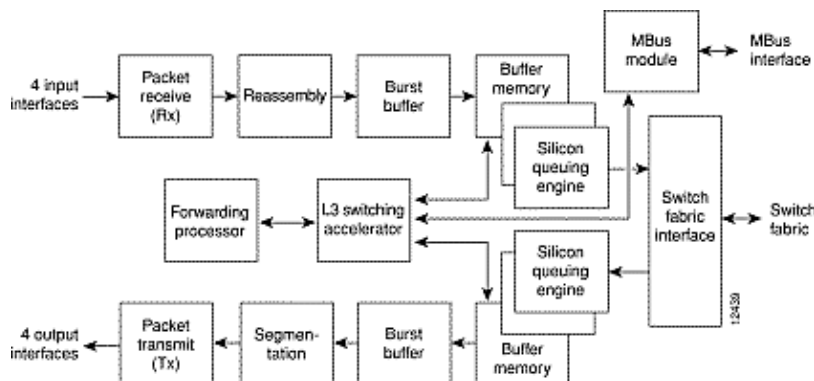 4 input
interfaces
Packet
receive
(Rx)
Reassembly
Burst
buffer
Buffer
memory
Silicon
queuing
engine
MBus
module
MBus
interface
Forwarding
processor
L3 switching
accelerator
Switch
fabric
interface
Switch
fabric
Silicon
queuing
engine
4 output
interfaces
Packet
transmit
(Tx)
Segmen-
tation
Burst
buffer
Buffer
memory
12439